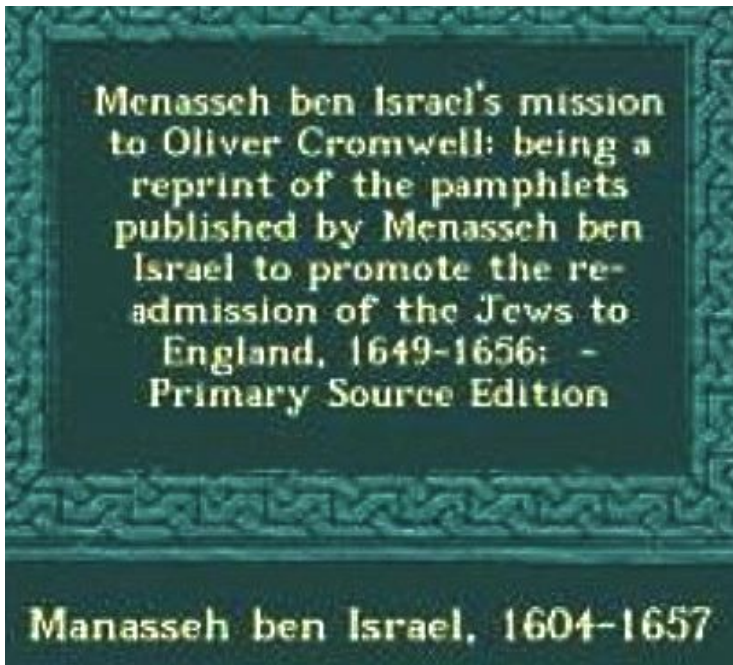 Menasseh ben Israel's mission
to Oliver Cromwell: being a
reprint of the pamphlets
published by Menasseh ben
Israel to promote the re-
admission of the Jews to
England, 1649-1656: -
Primary Source Edition
Manasseh ben Israel, 1604-1657